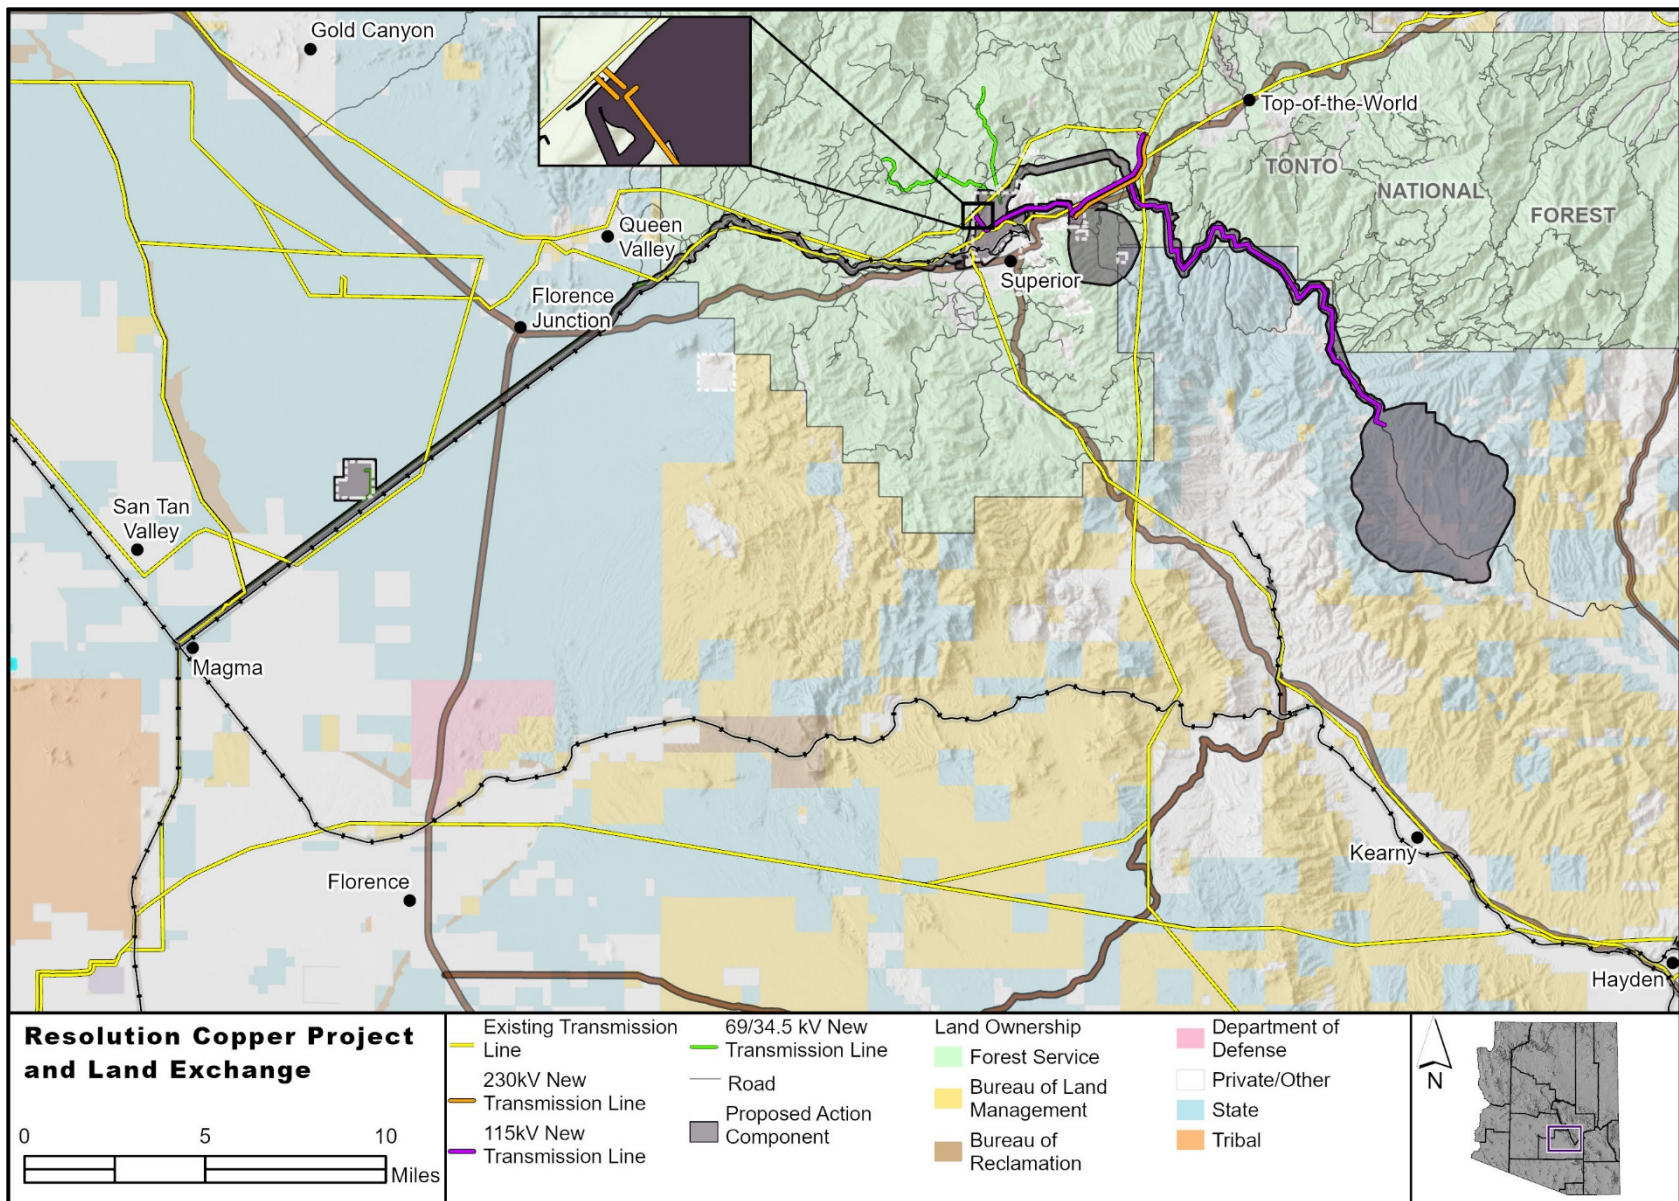 Gold Canyon
Top-of-the-World
TONTO
NATIONAL
FOREST
Queen
Valley
Superior
Florence
Junction
San Tan
Valley
Magma
Kearny
Florence
Hayden
Resolution Copper Project
and Land Exchange
0 5 10
Miles
Existing Transmission
Line
230kV New
Transmission Line
115kV New
Transmission Line
69/34.5 kV New
Transmission Line
Road
Proposed Action
Component
Land Ownership
Forest Service
Bureau of Land
Management
Bureau of
Reclamation
Department of
Defense
Private/Other
State
Tribal
N